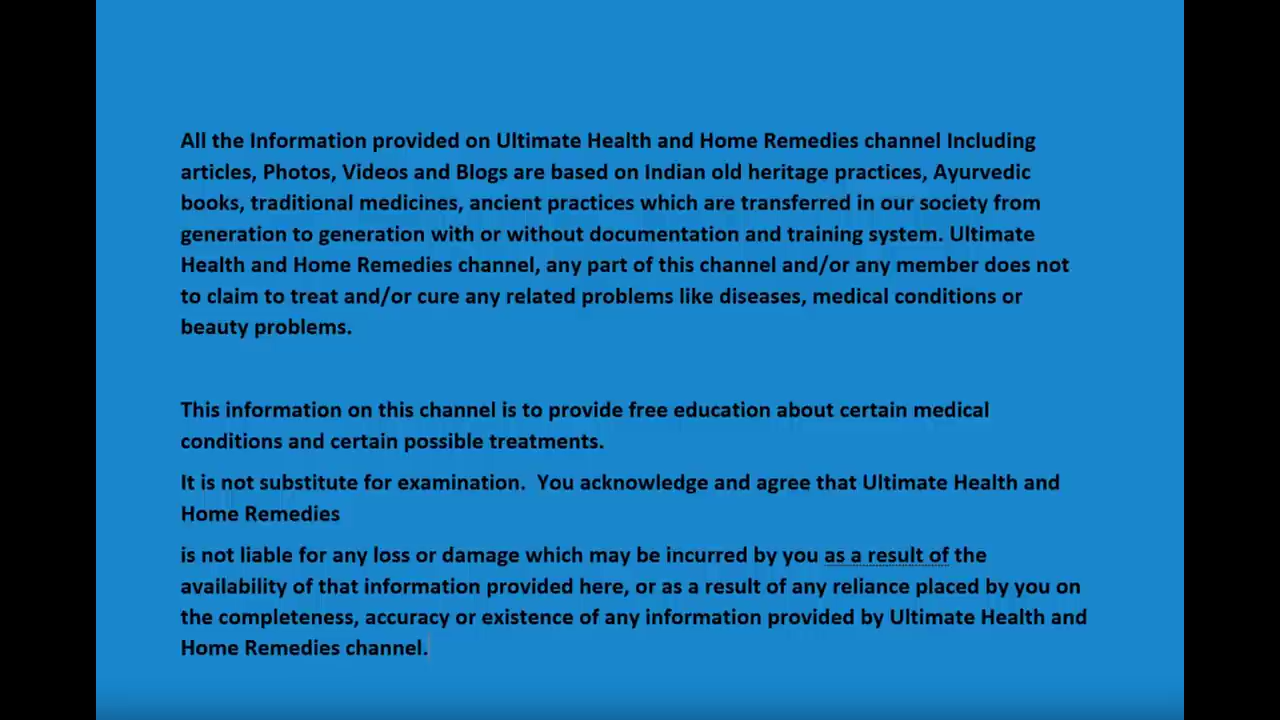 All the Information provided on Ultimate Health and Home Remedies channel Including
articles, Photos, Videos and Blogs are based on Indian old heritage practices, Ayurvedic
books, traditional medicines, ancient practices which are transferred in our society from
generation to generation with or without documentation and training system. Ultimate
Health and Home Remedies channel, any part of this channel and/or any member does not
to claim to treat and/or cure any related problems like diseases, medical conditions or
beauty problems.
This information on this channel is to provide free education about certain medical
conditions and certain possible treatments.
It is not substitute for examination.  You acknowledge and agree that Ultimate Health and
Home Remedies
is not liable for any loss or damage which may be incurred by you as a result of the
availability of that information provided here, or as a result of any reliance placed by you on
the completeness, accuracy or existence of any information provided by Ultimate Health and
Home Remedies channel.